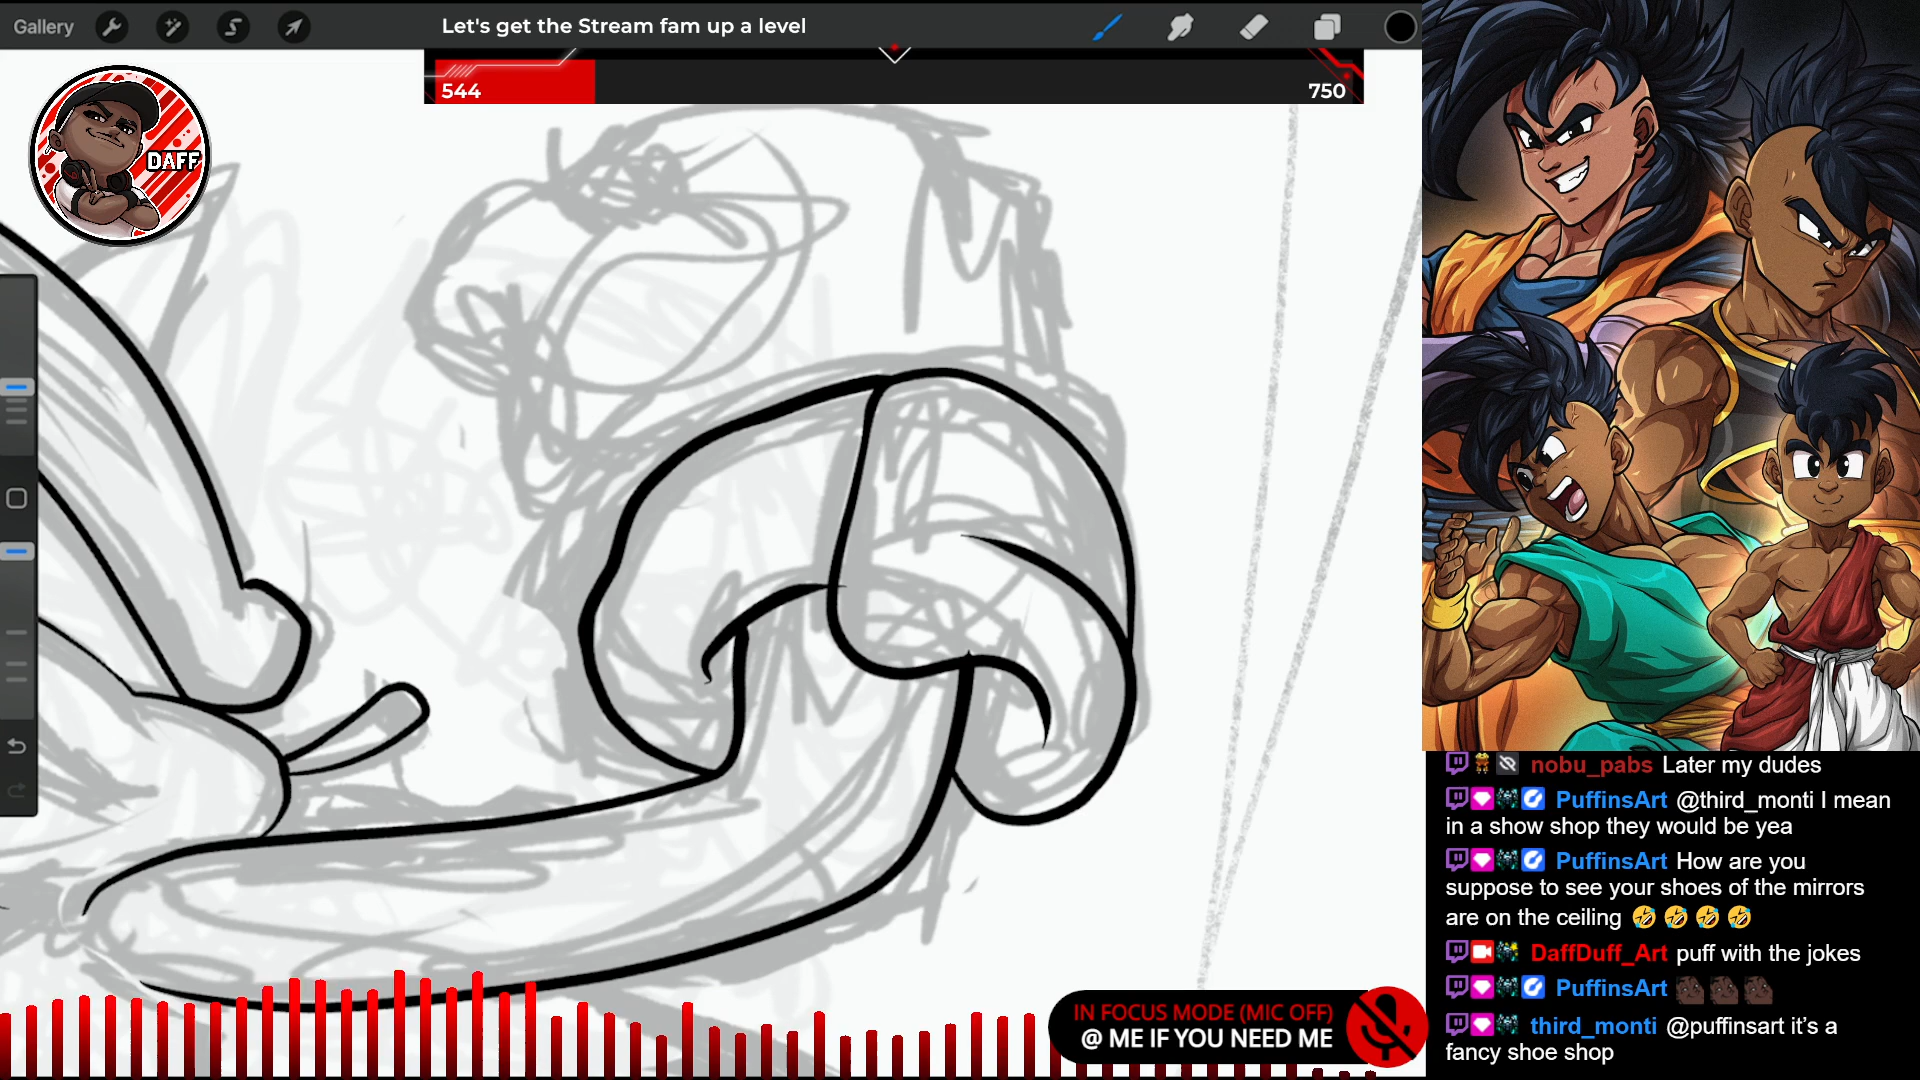 Gallery
Let's get the Stream fam up a level
544
750
DAFF
nobu_pabs Later my dudes
PuffinsArt @third_monti I mean
in a show shop they would be yea
PuffinsArt How are you
suppose to see your shoes of the mirrors
are on the ceiling 🤣 🤣 🤣 🤣
DaffDuff_Art puff with the jokes
PuffinsArt
third_monti @puffinsart it's a
fancy shoe shop
IN FOCUS MODE (MIC OFF)
@ ME IF YOU NEED ME